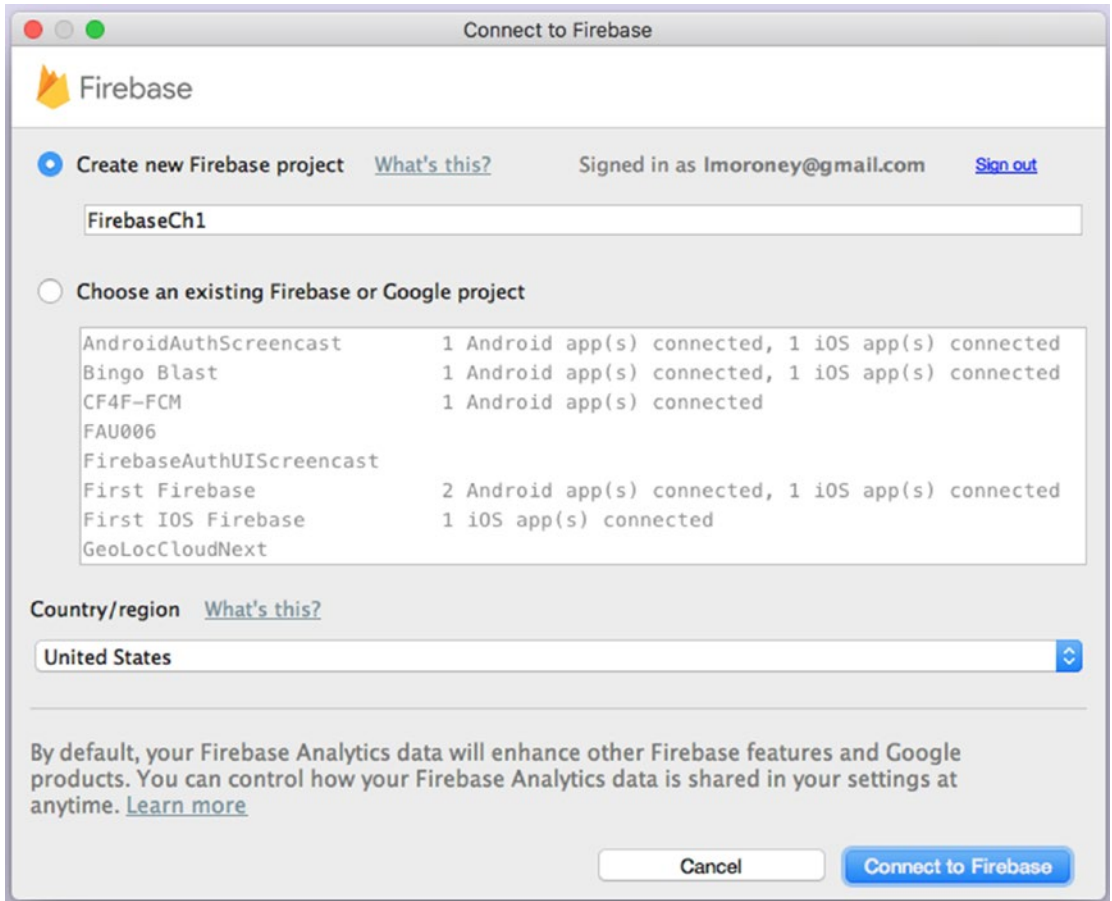 Connect to Firebase
Firebase
Create new Firebase project What's this? Signed in as lmoroney@gmail.com Sign out
FirebaseCh1
Choose an existing Firebase or Google project
AndroidAuthScreencast 1 Android app(s) connected, 1 iOS app(s) connected
Bingo Blast 1 Android app(s) connected, 1 iOS app(s) connected
CF4F-FCM 1 Android app(s) connected
FAU006
FirebaseAuthUIScreencast
First Firebase 2 Android app(s) connected, 1 iOS app(s) connected
First IOS Firebase 1 iOS app(s) connected
GeoLocCloudNext
Country/region What's this?
United States
By default, your Firebase Analytics data will enhance other Firebase features and Google
products. You can control how your Firebase Analytics data is shared in your settings at
anytime. Learn more
Cancel Connect to Firebase